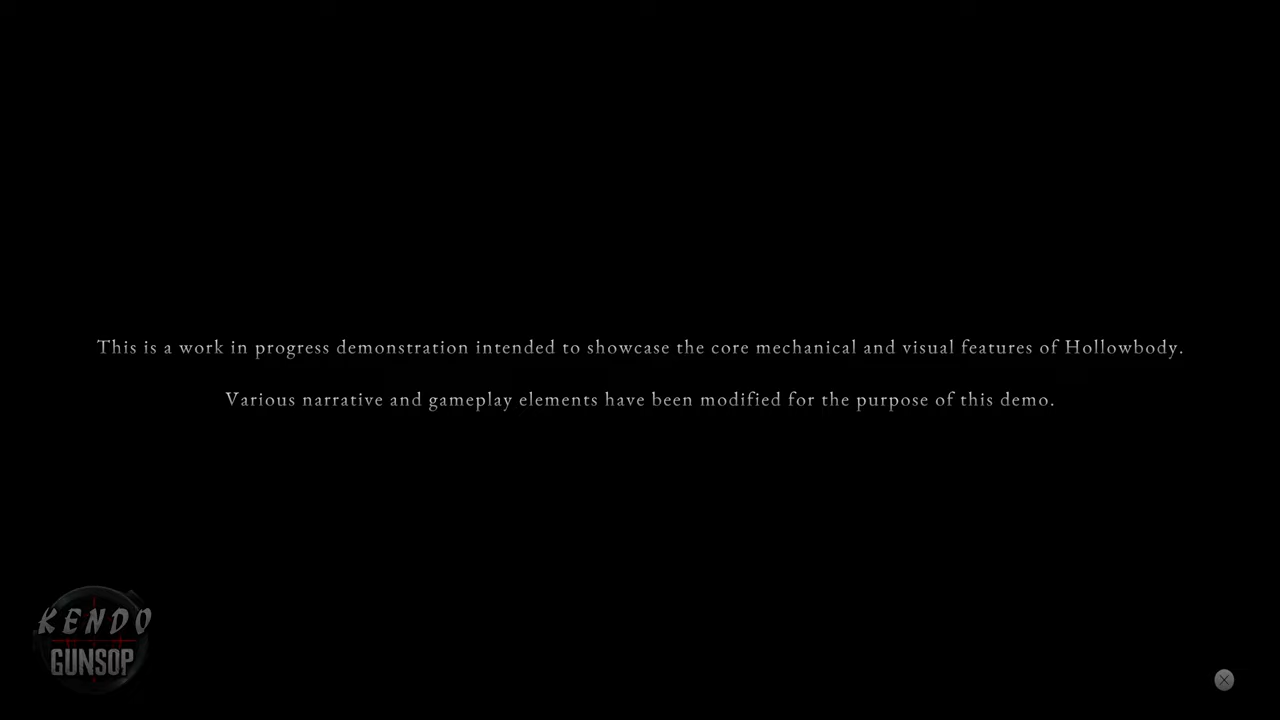 This is a work in progress demonstration intended to showcase the core mechanical and visual features of Hollowbody.
Various narrative and gameplay elements have been modified for the purpose of this demo.
KENDO
GUNSOP